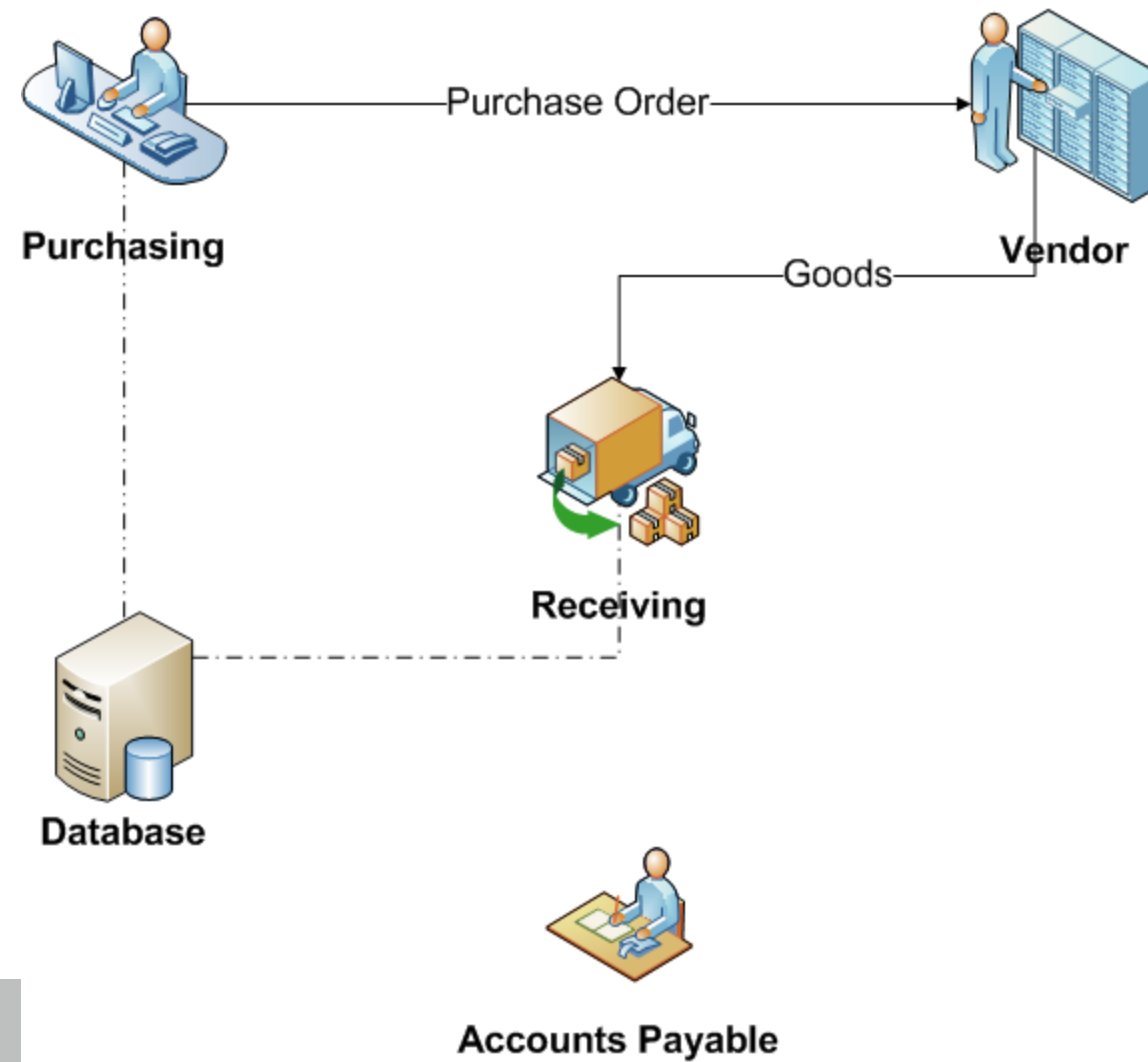 Purchase Order
Purchasing
Vendor
Goods
Receiving
Database
Accounts Payable